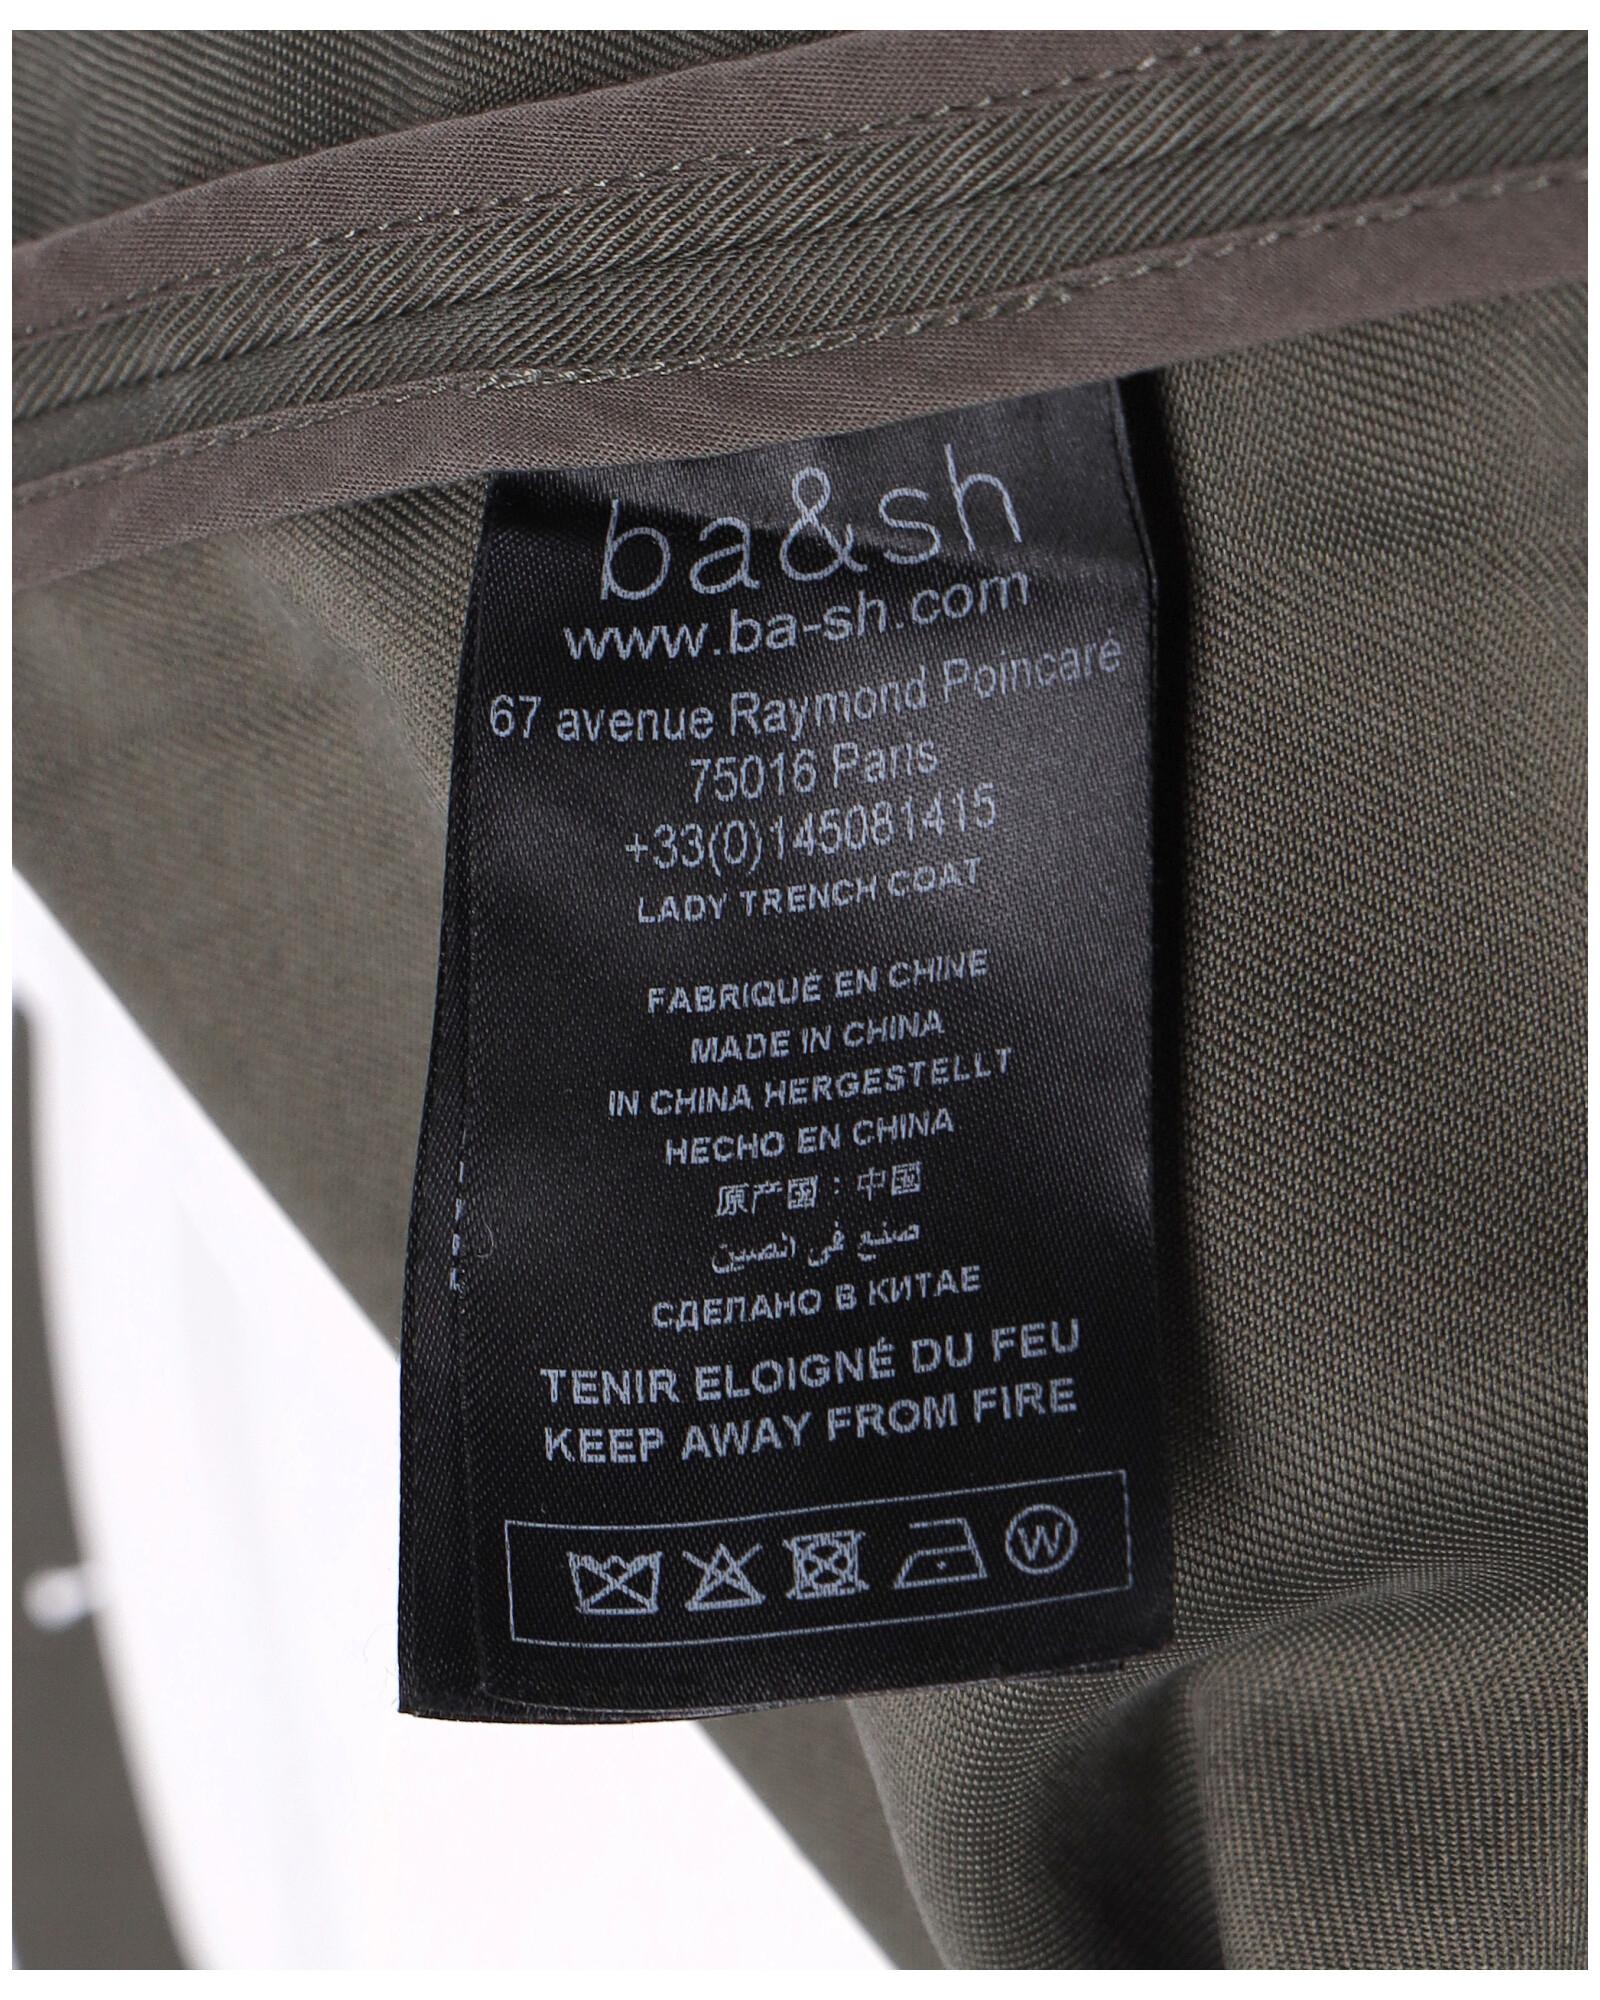 ba&sh
www.ba-sh.com
67 avenue Raymond Poincaré
75016 Paris
+33(0)145081415
LADY TRENCH COAT
FABRIQUÉ EN CHINE
MADE IN CHINA
IN CHINA HERGESTELLT
HECHO EN CHINA
原产国：中国
صنع في الصين
СДЕЛАНО В КИТАЕ
TENIR ELOIGNÉ DU FEU
KEEP AWAY FROM FIRE
W